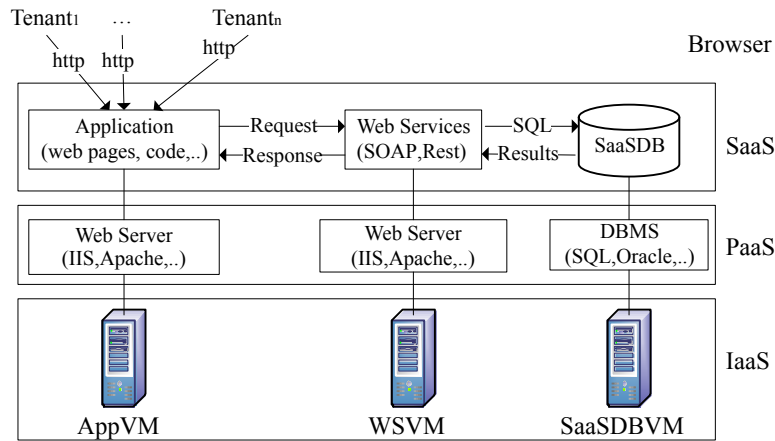 Tenant1 … Tenantn
http http http
Browser
Application
(web pages, code,..)
Request
Response
Web Services
(SOAP,Rest)
SQL
Results
SaaSDB
SaaS
Web Server
(IIS,Apache,..)
Web Server
(IIS,Apache,..)
DBMS
(SQL,Oracle,..)
PaaS
IaaS
AppVM
WSVM
SaaSDBVM